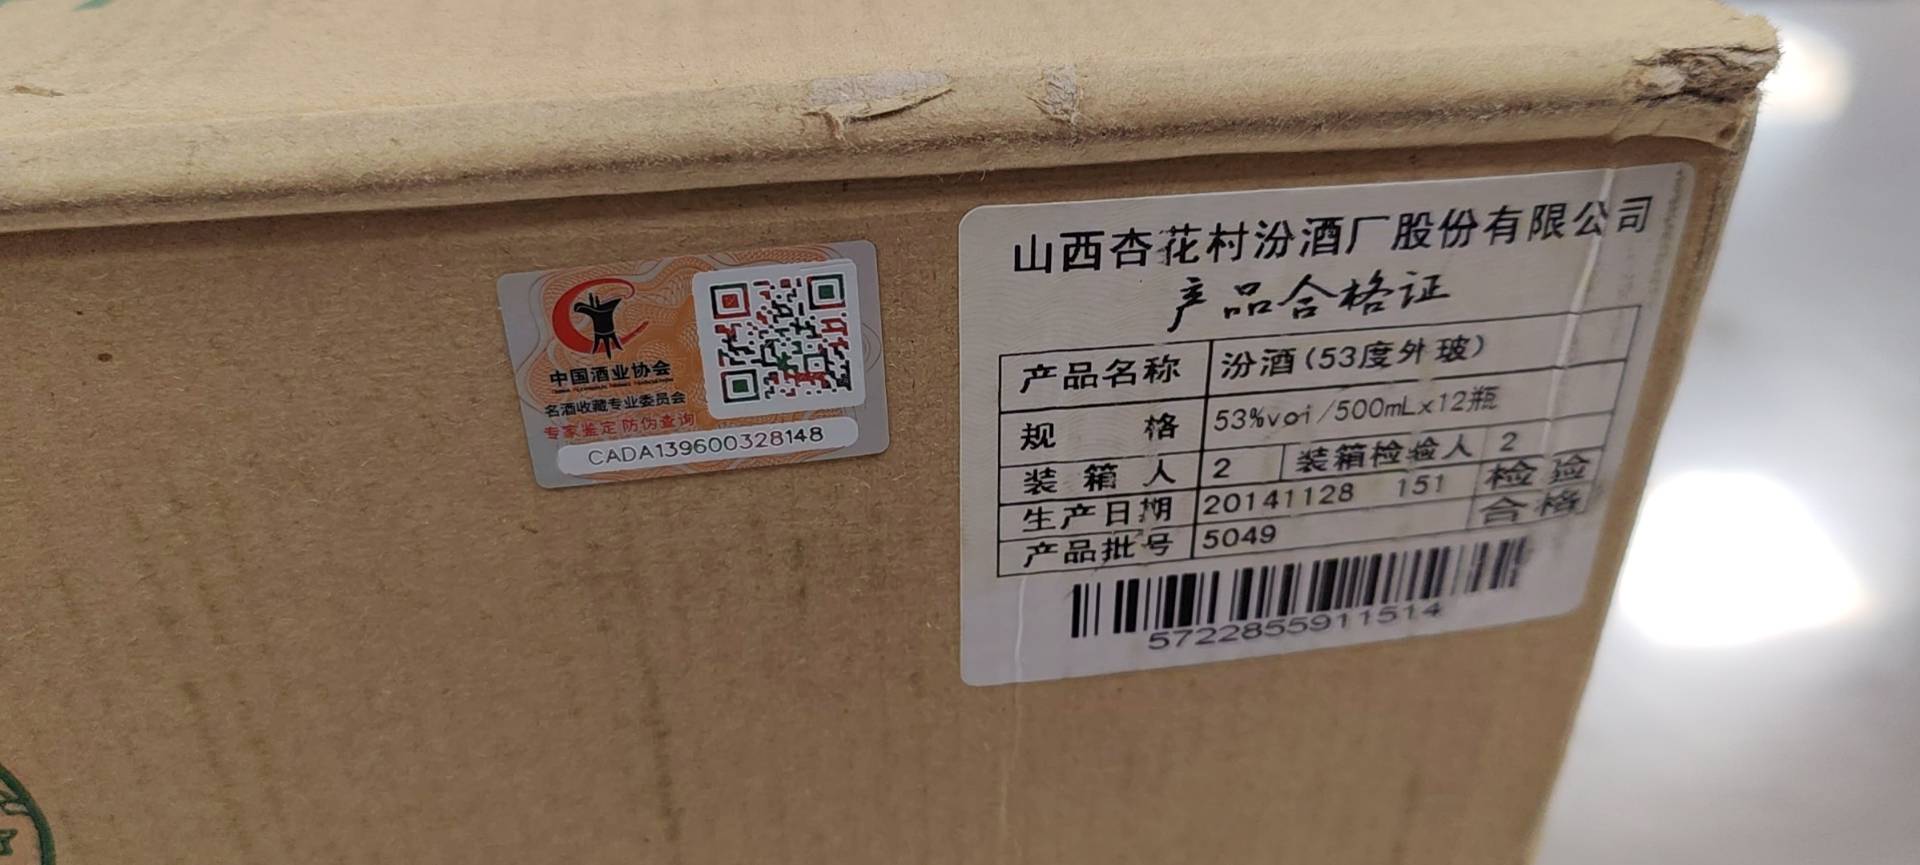 中国酒业协会
名酒收藏专业委员会
专家鉴定 防伪查询
CADA139600328148
山西杏花村汾酒厂股份有限公司
产品合格证
产品名称 汾酒(53度外玻)
规 格 53%voi/500mLx12瓶
装箱人 2 装箱检验人 2
生产日期 20141128 151 检验
产品批号 5049 合格
5722855911514